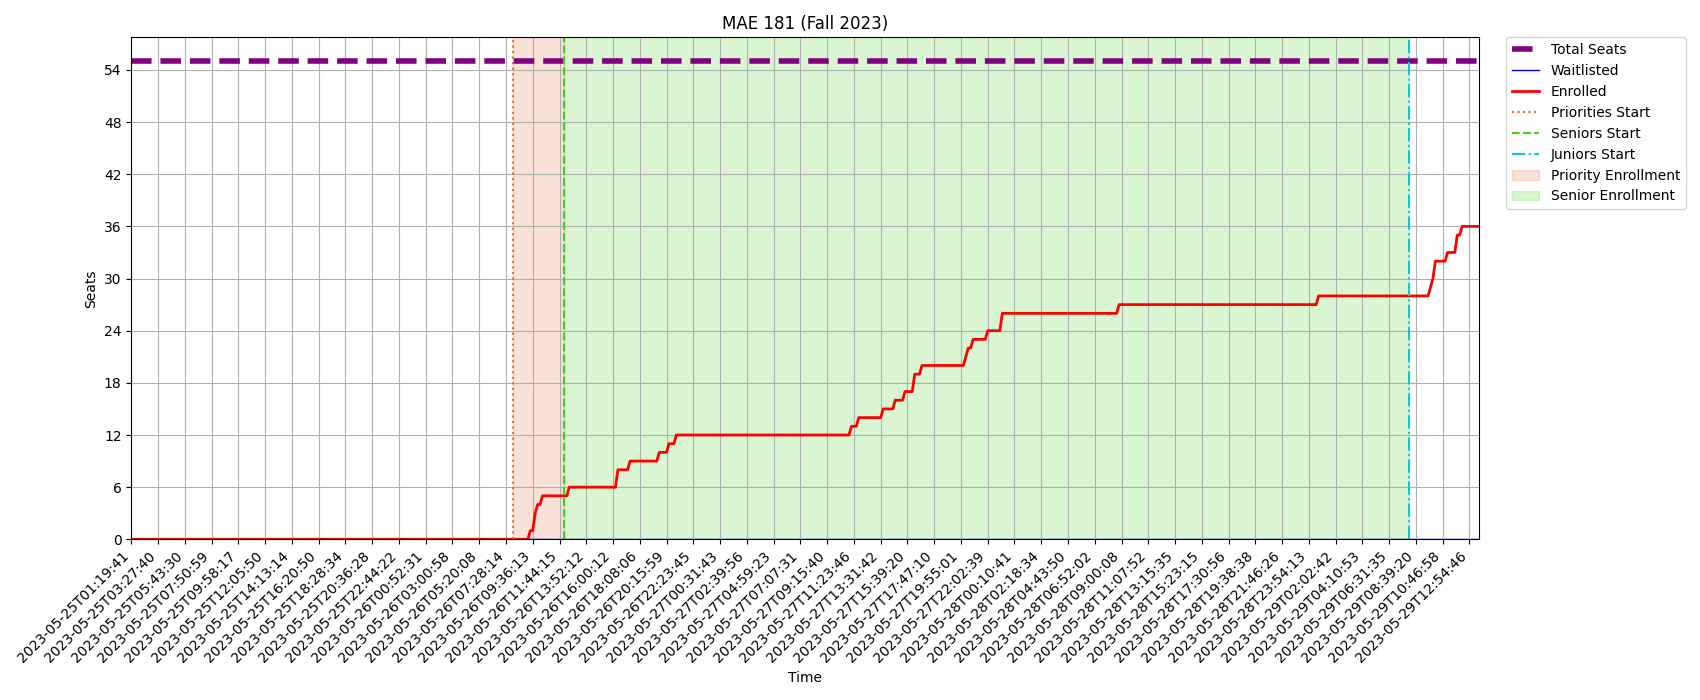 MAE 181 (Fall 2023)
Seats
54
48
42
36
30
24
18
12
6
0
2023-05-25T01:19:41
2023-05-25T03:27:40
2023-05-25T05:43:30
2023-05-25T07:50:59
2023-05-25T09:58:17
2023-05-25T12:05:50
2023-05-25T14:13:14
2023-05-25T16:20:50
2023-05-25T18:28:34
2023-05-25T20:36:28
2023-05-25T22:44:22
2023-05-26T00:52:31
2023-05-26T03:00:58
2023-05-26T05:20:08
2023-05-26T07:28:14
2023-05-26T09:36:13
2023-05-26T11:44:15
2023-05-26T13:52:12
2023-05-26T16:00:12
2023-05-26T18:08:06
2023-05-26T20:15:59
2023-05-26T22:23:45
2023-05-27T00:31:43
2023-05-27T02:39:56
2023-05-27T04:59:23
2023-05-27T07:07:31
2023-05-27T09:15:40
2023-05-27T11:23:46
2023-05-27T13:31:42
2023-05-27T15:39:20
2023-05-27T17:47:10
2023-05-27T19:55:01
2023-05-27T22:02:39
2023-05-28T00:10:41
2023-05-28T02:18:34
2023-05-28T04:43:50
2023-05-28T06:52:02
2023-05-28T09:00:08
2023-05-28T11:07:52
2023-05-28T13:15:35
2023-05-28T15:23:15
2023-05-28T17:30:56
2023-05-28T19:38:38
2023-05-28T21:46:26
2023-05-28T23:54:13
2023-05-29T02:02:42
2023-05-29T04:10:53
2023-05-29T06:31:35
2023-05-29T08:39:20
2023-05-29T10:46:58
2023-05-29T12:54:46
Time
Total Seats
Waitlisted
Enrolled
Priorities Start
Seniors Start
Juniors Start
Priority Enrollment
Senior Enrollment